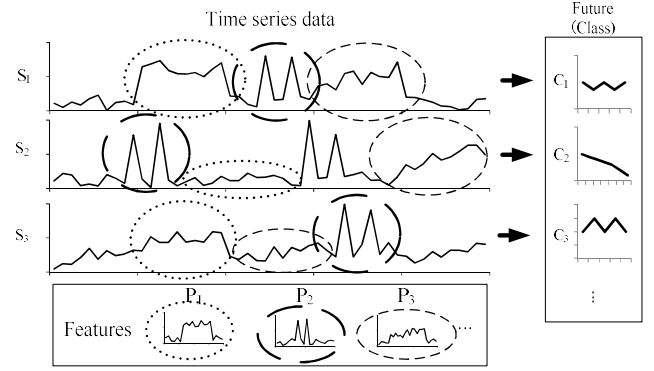 Time series data
Future
(Class)
S1
C1
S2
C2
S3
C3
⋮
P1 P2 P3
Features ...